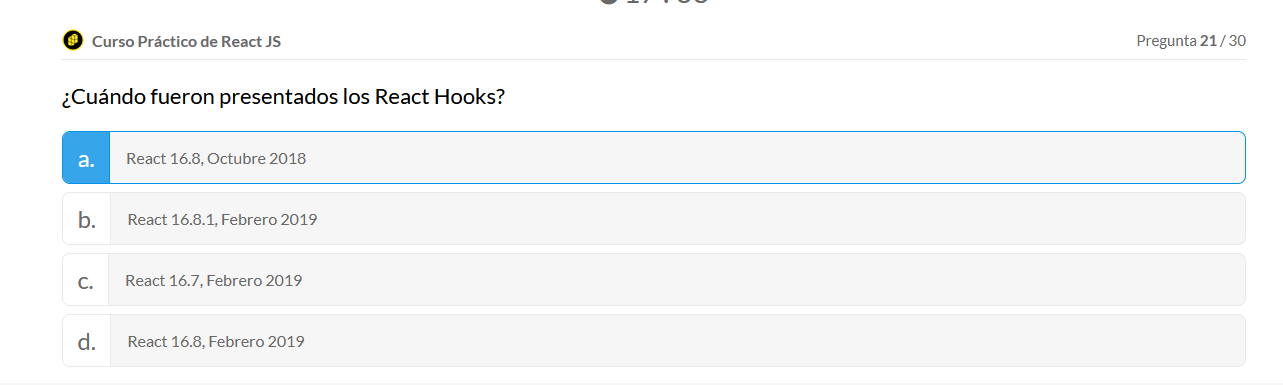 Curso Práctico de React JS
Pregunta 21 / 30
¿Cuándo fueron presentados los React Hooks?
a. React 16.8, Octubre 2018
b. React 16.8.1, Febrero 2019
c. React 16.7, Febrero 2019
d. React 16.8, Febrero 2019